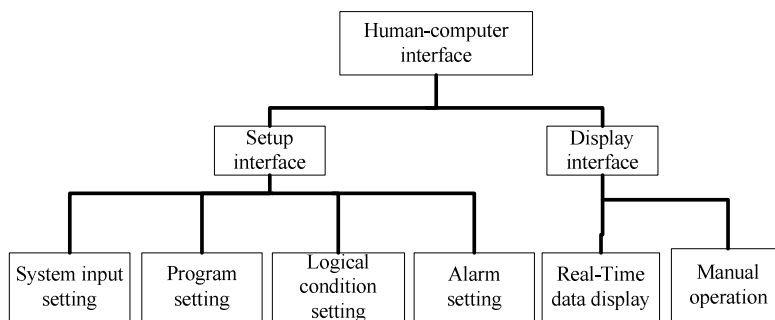 Human-computer
interface
Setup
interface
Display
interface
System input
setting
Program
setting
Logical
condition
setting
Alarm
setting
Real-Time
data display
Manual
operation